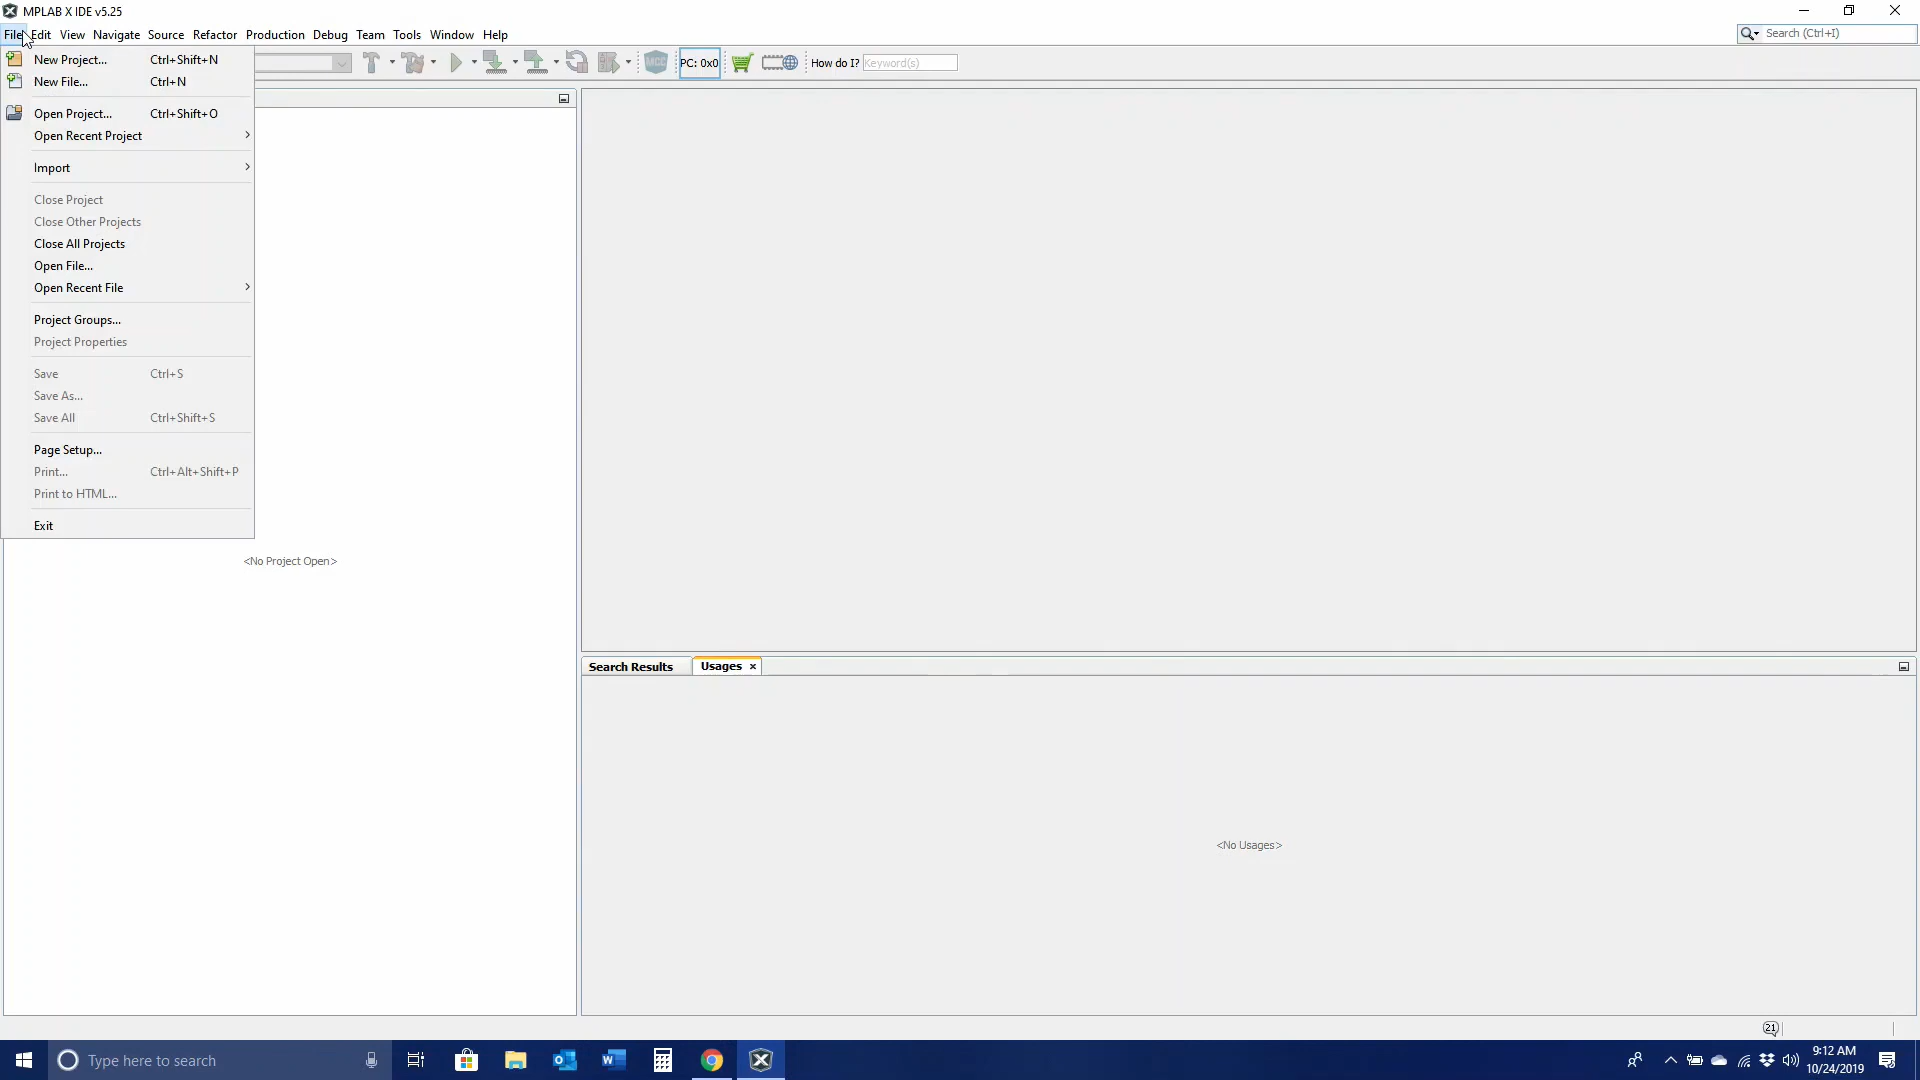 MPLAB X IDE v5.25
File Edit View Navigate Source Refactor Production Debug Team Tools Window Help
Search (Ctrl+I)
New Project... Ctrl+Shift+N
New File... Ctrl+N
Open Project... Ctrl+Shift+O
Open Recent Project
Import
Close Project
Close Other Projects
Close All Projects
Open File...
Open Recent File
Project Groups...
Project Properties
Save Ctrl+S
Save As...
Save All Ctrl+Shift+S
Page Setup...
Print... Ctrl+Alt+Shift+P
Print to HTML...
Exit
MCC
PC: 0x0
How do I? Keyword(s)
<No Project Open>
Search Results Usages
<No Usages>
21
Type here to search
9:12 AM
10/24/2019